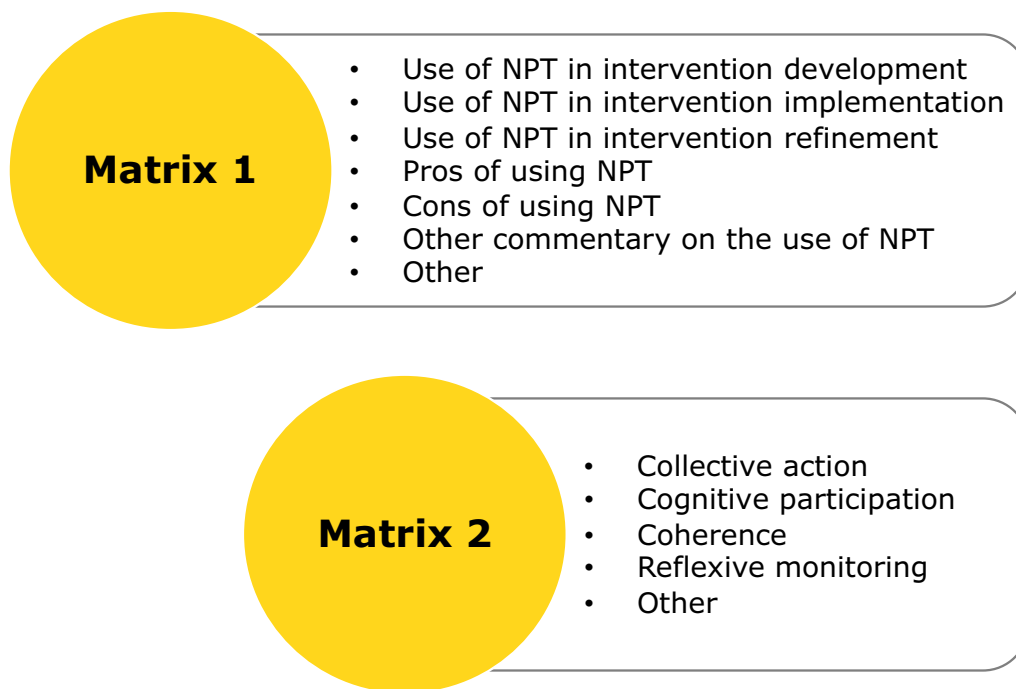 Matrix 1
• Use of NPT in intervention development
• Use of NPT in intervention implementation
• Use of NPT in intervention refinement
• Pros of using NPT
• Cons of using NPT
• Other commentary on the use of NPT
• Other
Matrix 2
• Collective action
• Cognitive participation
• Coherence
• Reflexive monitoring
• Other